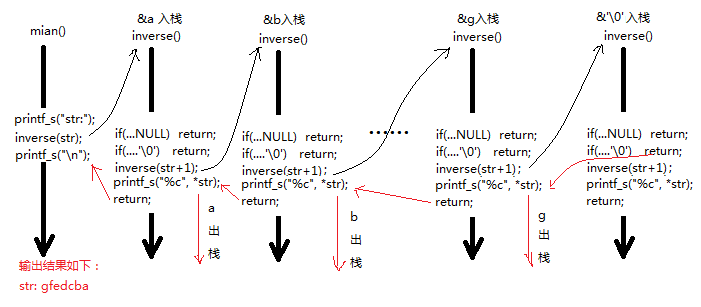 mian()
printf_s("str:");
inverse(str);
printf_s("\n");
&a 入栈
inverse()
if(...NULL) return;
if(....'\0') return;
inverse(str+1);
printf_s("%c", *str);
return;
a
出
栈
&b入栈
inverse()
if(...NULL) return;
if(....'\0') return;
inverse(str+1);
printf_s("%c", *str);
return;
b
出
栈
......
&g入栈
inverse()
if(...NULL) return;
if(....'\0') return;
inverse(str+1);
printf_s("%c", *str);
return;
g
出
栈
&'\0' 入栈
inverse()
if(...NULL) return;
if(....'\0') return;
inverse(str+1);
printf_s("%c", *str);
return;
输出结果如下：
str: gfedcba